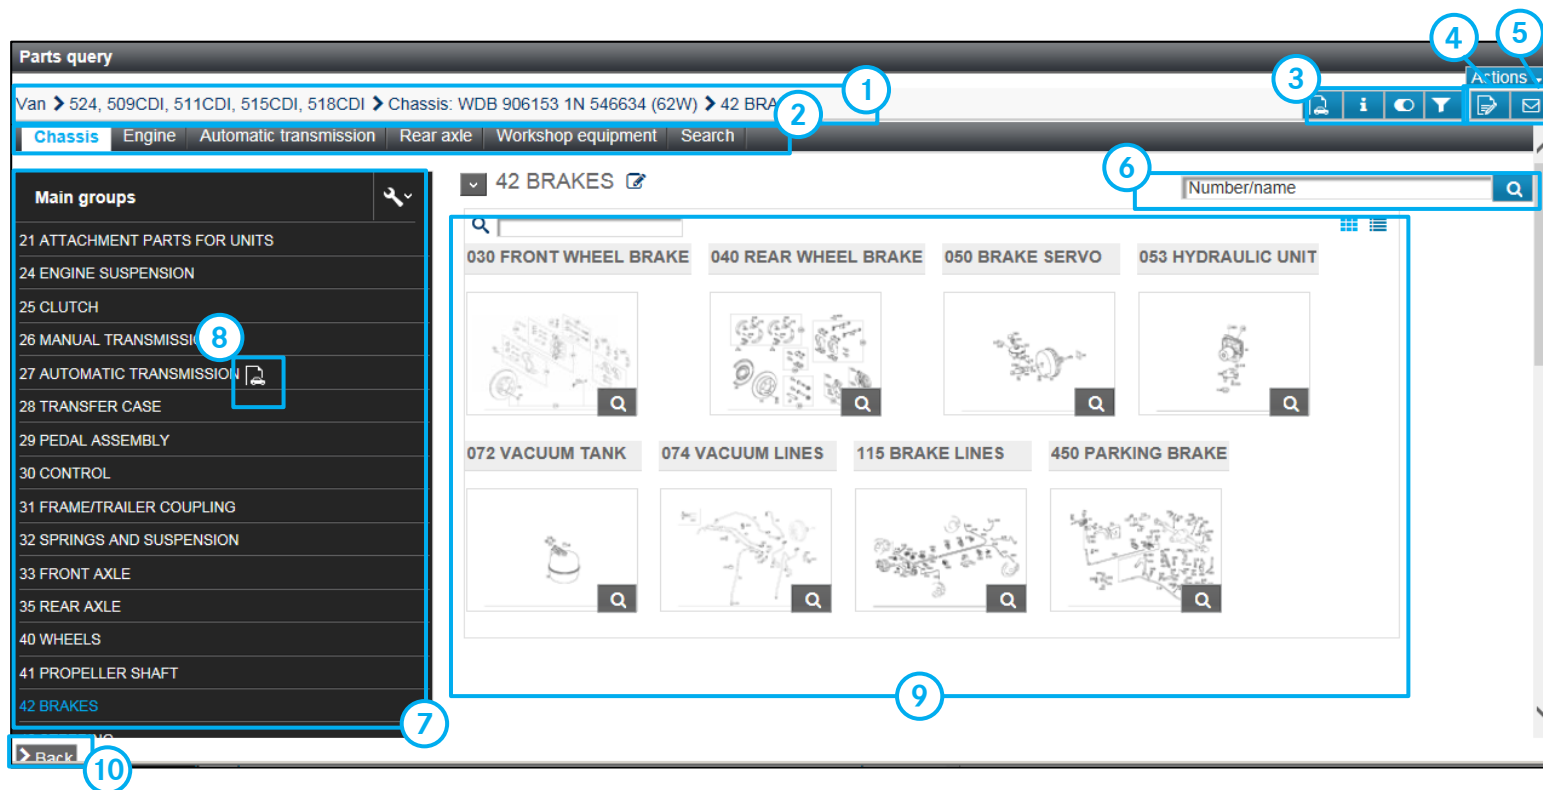 4
5
Parts query
3
Actions
1
Van > 524, 509CDI, 511CDI, 515CDI, 518CDI > Chassis: WDB 906153 1N 546634 (62W) > 42 BRA
2
i
Chassis Engine Automatic transmission Rear axle Workshop equipment Search
6
Main groups
42 BRAKES
Number/name
21 ATTACHMENT PARTS FOR UNITS
030 FRONT WHEEL BRAKE
040 REAR WHEEL BRAKE
050 BRAKE SERVO
053 HYDRAULIC UNIT
24 ENGINE SUSPENSION
25 CLUTCH
26 MANUAL TRANSMISSIO
8
27 AUTOMATIC TRANSMISSION
28 TRANSFER CASE
29 PEDAL ASSEMBLY
072 VACUUM TANK
074 VACUUM LINES
115 BRAKE LINES
450 PARKING BRAKE
30 CONTROL
31 FRAME/TRAILER COUPLING
32 SPRINGS AND SUSPENSION
33 FRONT AXLE
35 REAR AXLE
40 WHEELS
41 PROPELLER SHAFT
42 BRAKES
7
9
> Back
10